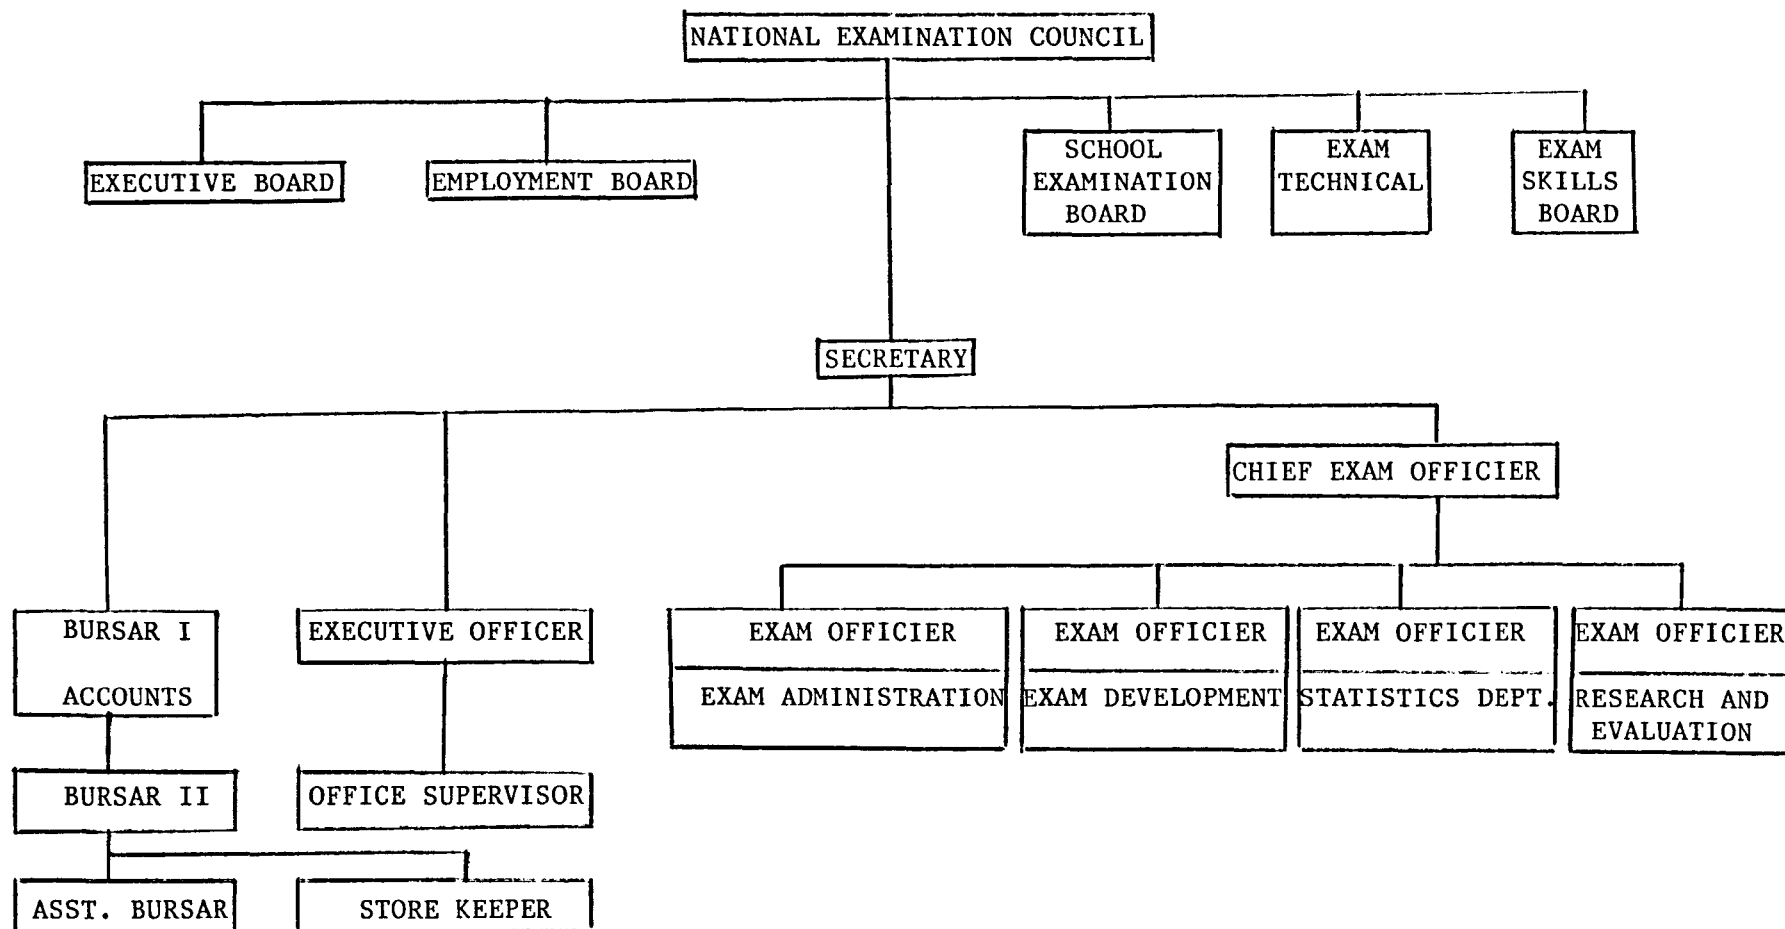 NATIONAL EXAMINATION COUNCIL
EXECUTIVE BOARD
EMPLOYMENT BOARD
SCHOOL
EXAMINATION
BOARD
EXAM
TECHNICAL
EXAM
SKILLS
BOARD
SECRETARY
CHIEF EXAM OFFICIER
BURSAR I
ACCOUNTS
EXECUTIVE OFFICER
EXAM OFFICIER
EXAM ADMINISTRATION
EXAM OFFICIER
EXAM DEVELOPMENT
EXAM OFFICIER
STATISTICS DEPT.
EXAM OFFICIER
RESEARCH AND
EVALUATION
BURSAR II
OFFICE SUPERVISOR
ASST. BURSAR
STORE KEEPER